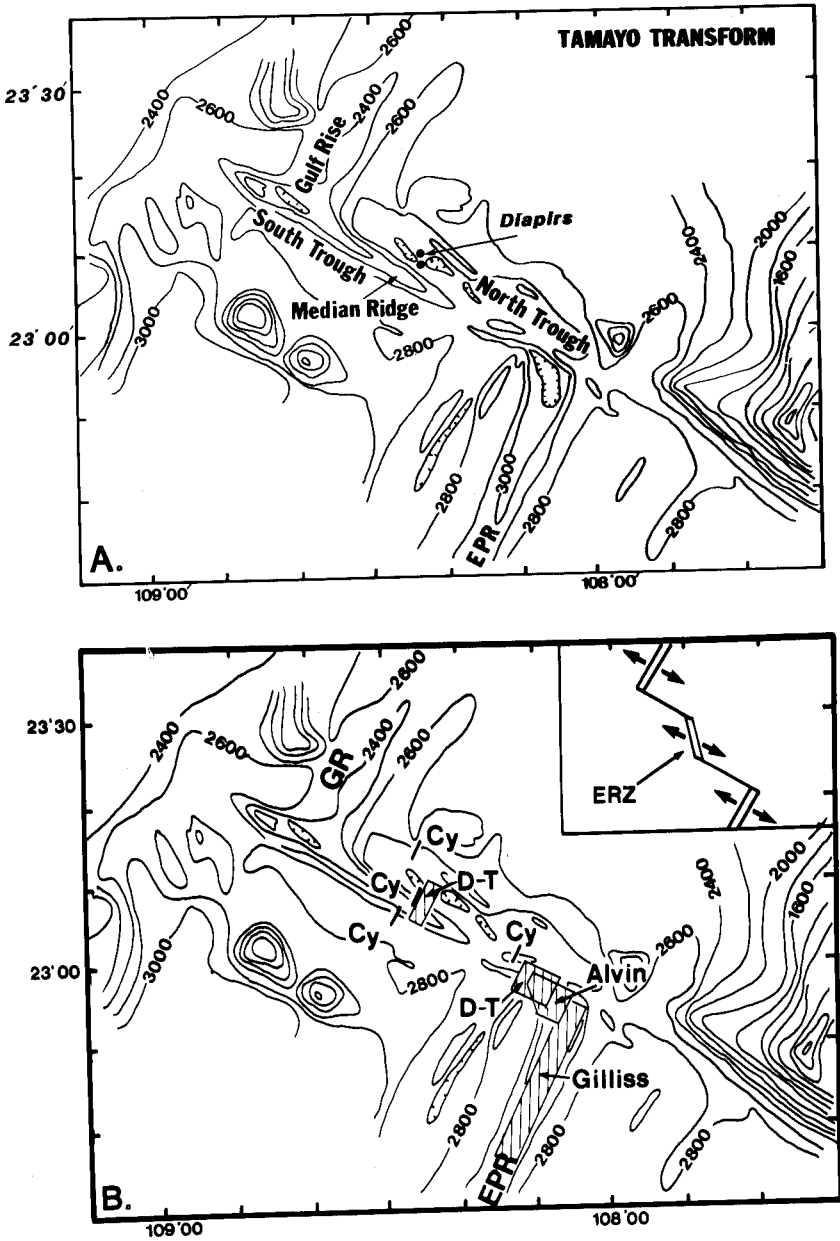 TAMAYO TRANSFORM
2600
23°30'
2400
2600
2400
2600
Gulf Rise
Diapirs
South Trough
2400
2000
1600
North Trough
Median Ridge
3000
2600
23°00'
2800
2800
3000
2800
2800
EPR
A.
109°00'
108°00'
2600
23°30'
2400
2600
2400
2600
GR
ERZ
Cy
Cy
D-T
2400
2000
1600
Cy
Cy
3000
2600
23°00'
2800
Alvin
D-T
Gilliss
2800
2800
2800
EPR
B.
109°00'
108°00'